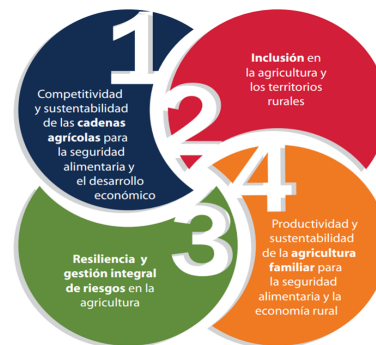 1
Competitividad
y sustentabilidad
de las cadenas
agrícolas para
la seguridad
alimentaria y
el desarrollo
económico
2
Inclusión en
la agricultura y
los territorios
rurales
3
Resiliencia y
gestión integral
de riesgos en la
agricultura
4
Productividad y
sustentabilidad
de la agricultura
familiar para
la seguridad
alimentaria y la
economía rural